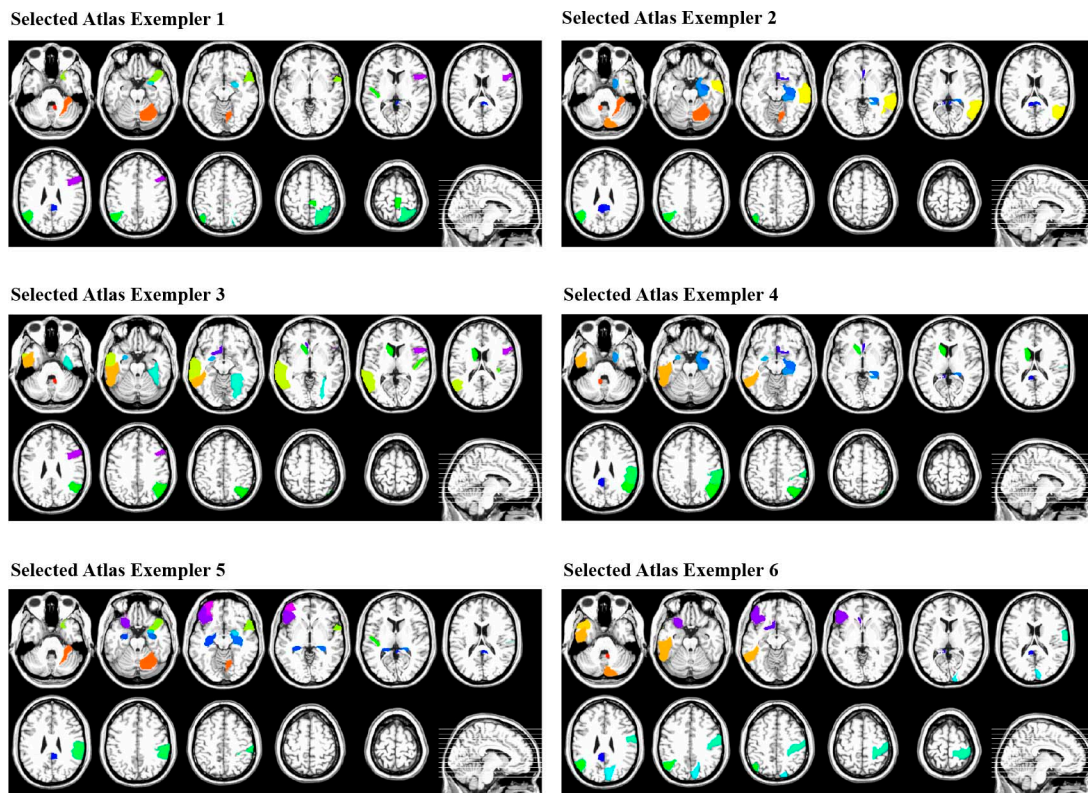 Selected Atlas Exempler 1
Selected Atlas Exempler 2
Selected Atlas Exempler 3
Selected Atlas Exempler 4
Selected Atlas Exempler 5
Selected Atlas Exempler 6